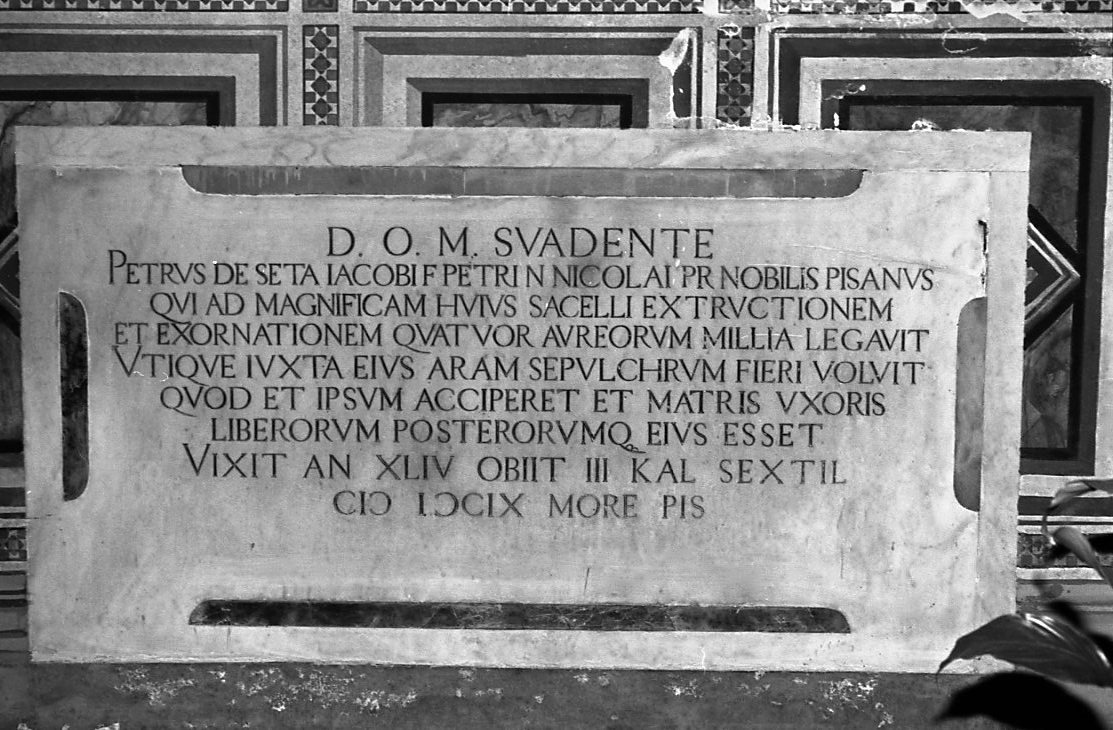 D. O. M. SVADENTE
PETRVS DE SETA IACOBI F PETRI N NICOLAI PR NOBILIS PISANVS
QVI AD MAGNIFICAM HVIVS SACELLI EXTRVCTIONEM
ET EXORNATIONEM QVATVOR AVREORVM MILLIA LEGAVIT
VTIQVE IVXTA EIVS ARAM SEPVLCHRVM FIERI VOLVIT
QVOD ET IPSVM ACCIPERET ET MATRIS VXORIS
LIBERORVM POSTERORVMQ EIVS ESSET
VIXIT AN XLIV OBIIT III KAL SEXTIL
CIↃ IↃCIX MORE PIS